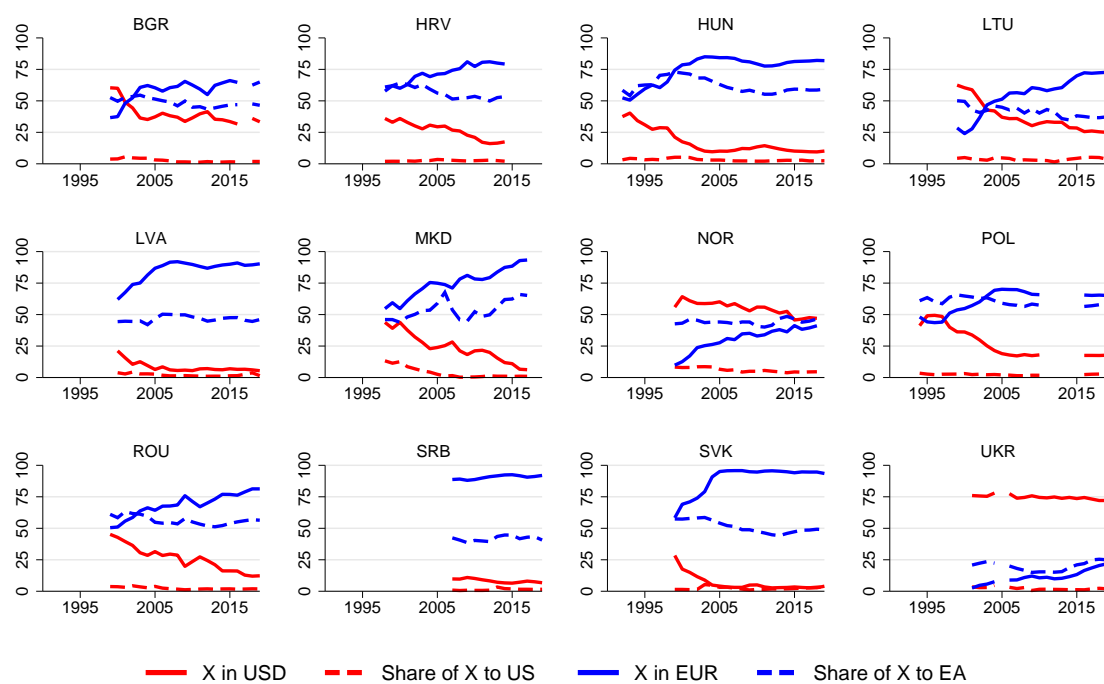 BGR HRV HUN LTU
0 25 50 75 100 0 25 50 75 100 0 25 50 75 100 0 25 50 75 100
1995 2005 2015 1995 2005 2015 1995 2005 2015 1995 2005 2015
LVA MKD NOR POL
0 25 50 75 100 0 25 50 75 100 0 25 50 75 100 0 25 50 75 100
1995 2005 2015 1995 2005 2015 1995 2005 2015 1995 2005 2015
ROU SRB SVK UKR
0 25 50 75 100 0 25 50 75 100 0 25 50 75 100 0 25 50 75 100
1995 2005 2015 1995 2005 2015 1995 2005 2015 1995 2005 2015
X in USD Share of X to US X in EUR Share of X to EA